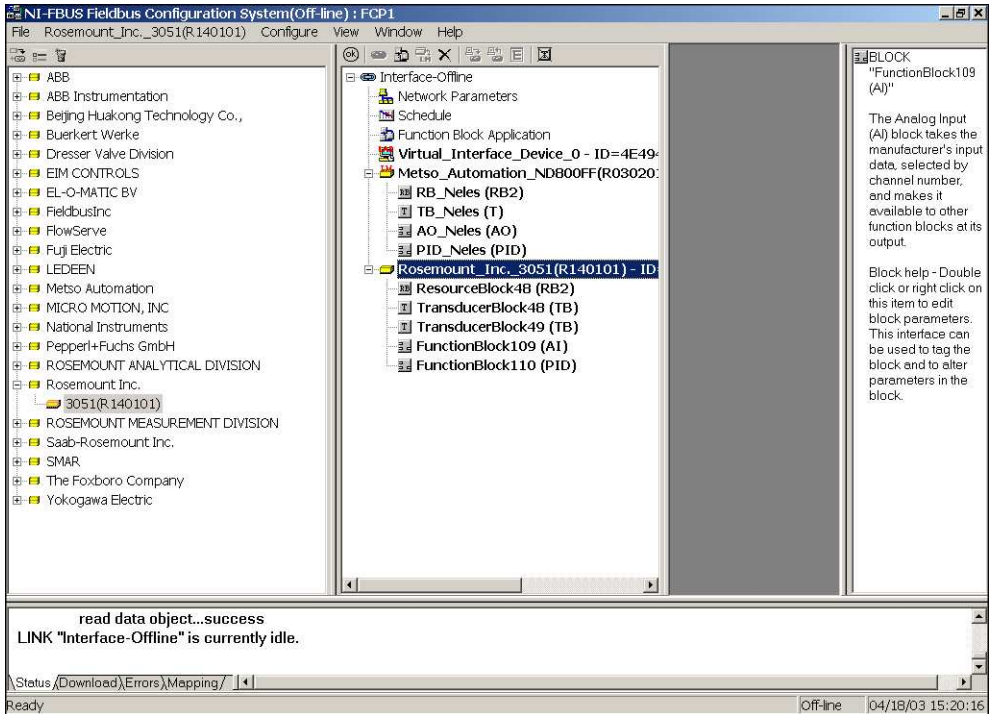 NI-FBUS Fieldbus Configuration System(Off-line) : FCP1
File Rosemount_Inc._3051(R140101) Configure View Window Help
ABB
ABB Instrumentation
Beijing Huakong Technology Co.,
Buerkert Werke
Dresser Valve Division
EIM CONTROLS
EL-O-MATIC BV
FieldbusInc
FlowServe
Fuji Electric
LEDEEN
Metso Automation
MICRO MOTION, INC
National Instruments
Pepperl+Fuchs GmbH
ROSEMOUNT ANALYTICAL DIVISION
Rosemount Inc.
3051(R140101)
ROSEMOUNT MEASUREMENT DIVISION
Saab-Rosemount Inc.
SMAR
The Foxboro Company
Yokogawa Electric
Interface-Offline
Network Parameters
Schedule
Function Block Application
Virtual_Interface_Device_0 - ID=4E494
Metso_Automation_ND800FF(R030201
RB RB_Neles (RB2)
T TB_Neles (T)
AO_Neles (AO)
PID_Neles (PID)
Rosemount_Inc._3051(R140101) - ID
RB ResourceBlock48 (RB2)
T TransducerBlock48 (TB)
T TransducerBlock49 (TB)
FunctionBlock109 (AI)
FunctionBlock110 (PID)
BLOCK
"FunctionBlock109
(AI)"
The Analog Input
(AI) block takes the
manufacturer's input
data, selected by
channel number,
and makes it
available to other
function blocks at its
output.
Block help - Double
click or right click on
this item to edit
block parameters.
This interface can
be used to tag the
block and to alter
parameters in the
block.
read data object...success
LINK "Interface-Offline" is currently idle.
Status Download Errors Mapping
Ready Off-line 04/18/03 15:20:16